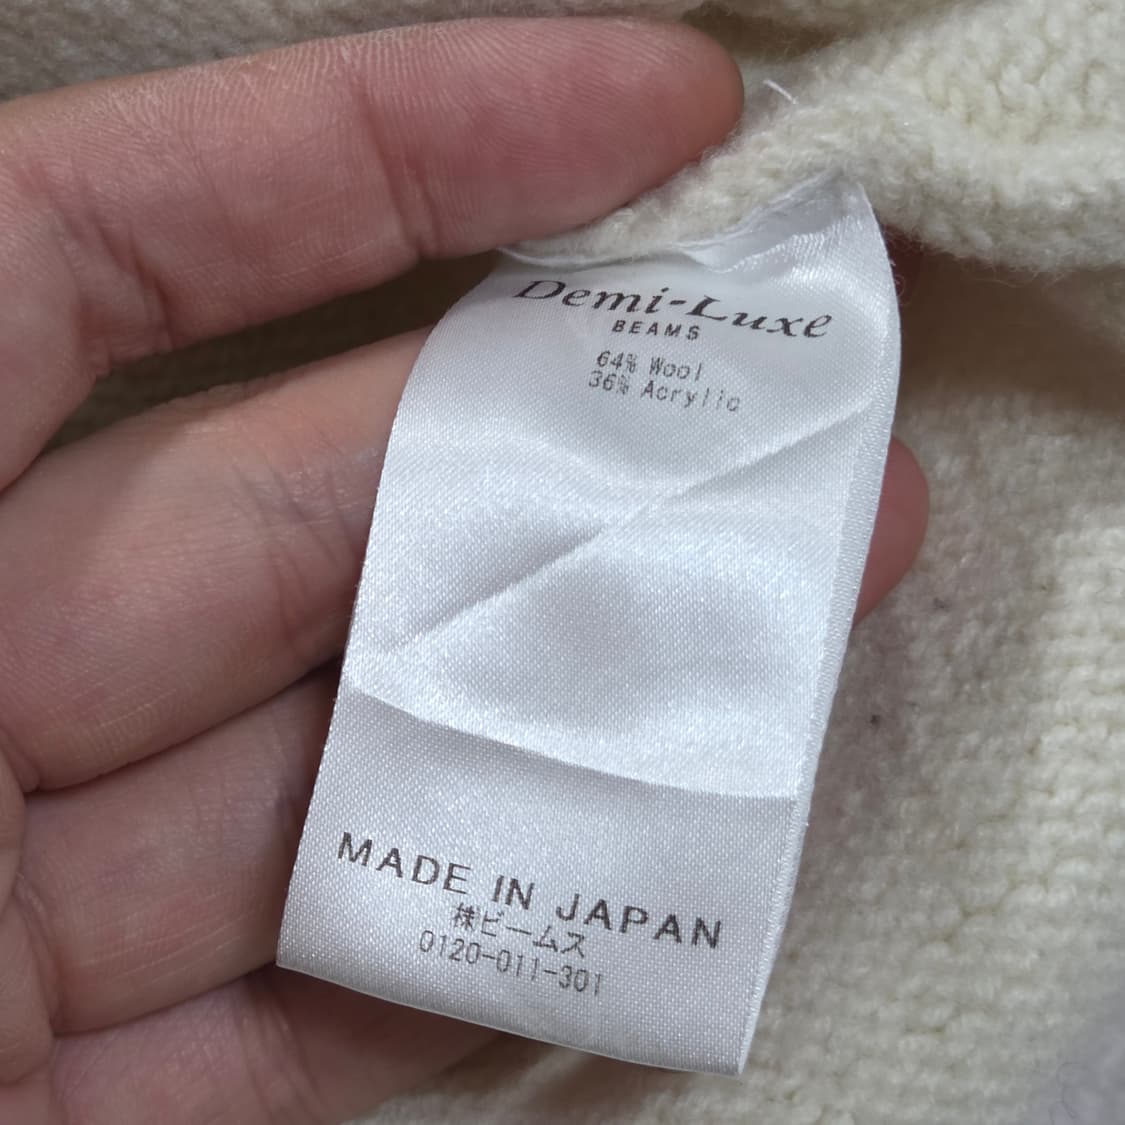 Demi-Luxe
BEAMS
64% Wool
36% Acrylic
MADE IN JAPAN
㈱ビームス
0120-011-301